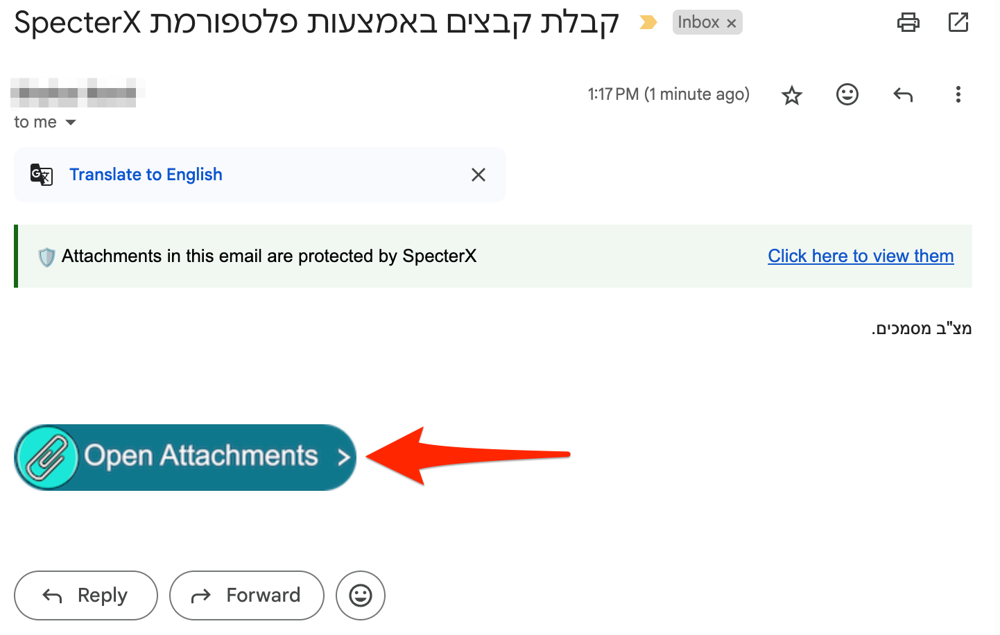 קבלת קבצים באמצעות פלטפורמת SpecterX
Inbox ×
1:17 PM (1 minute ago)
to me
Translate to English
Attachments in this email are protected by SpecterX
Click here to view them
מצ"ב מסמכים.
Open Attachments >
Reply
Forward